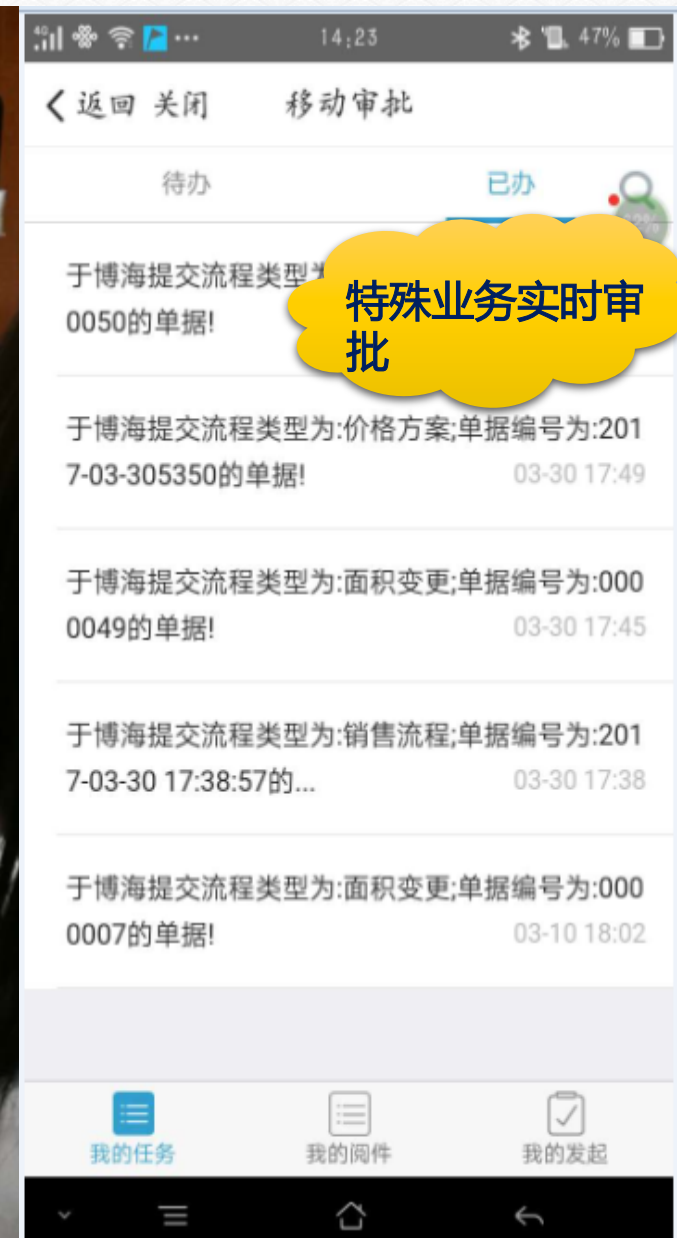 14:23
47%
返回 关闭 移动审批
待办 已办
于博海提交流程类型
0050的单据!
特殊业务实时审
批
于博海提交流程类型为:价格方案;单据编号为:201
7-03-305350的单据! 03-30 17:49
于博海提交流程类型为:面积变更;单据编号为:000
0049的单据! 03-30 17:45
于博海提交流程类型为:销售流程;单据编号为:201
7-03-30 17:38:57的... 03-30 17:38
于博海提交流程类型为:面积变更;单据编号为:000
0007的单据! 03-10 18:02
我的任务 我的阅件 我的发起